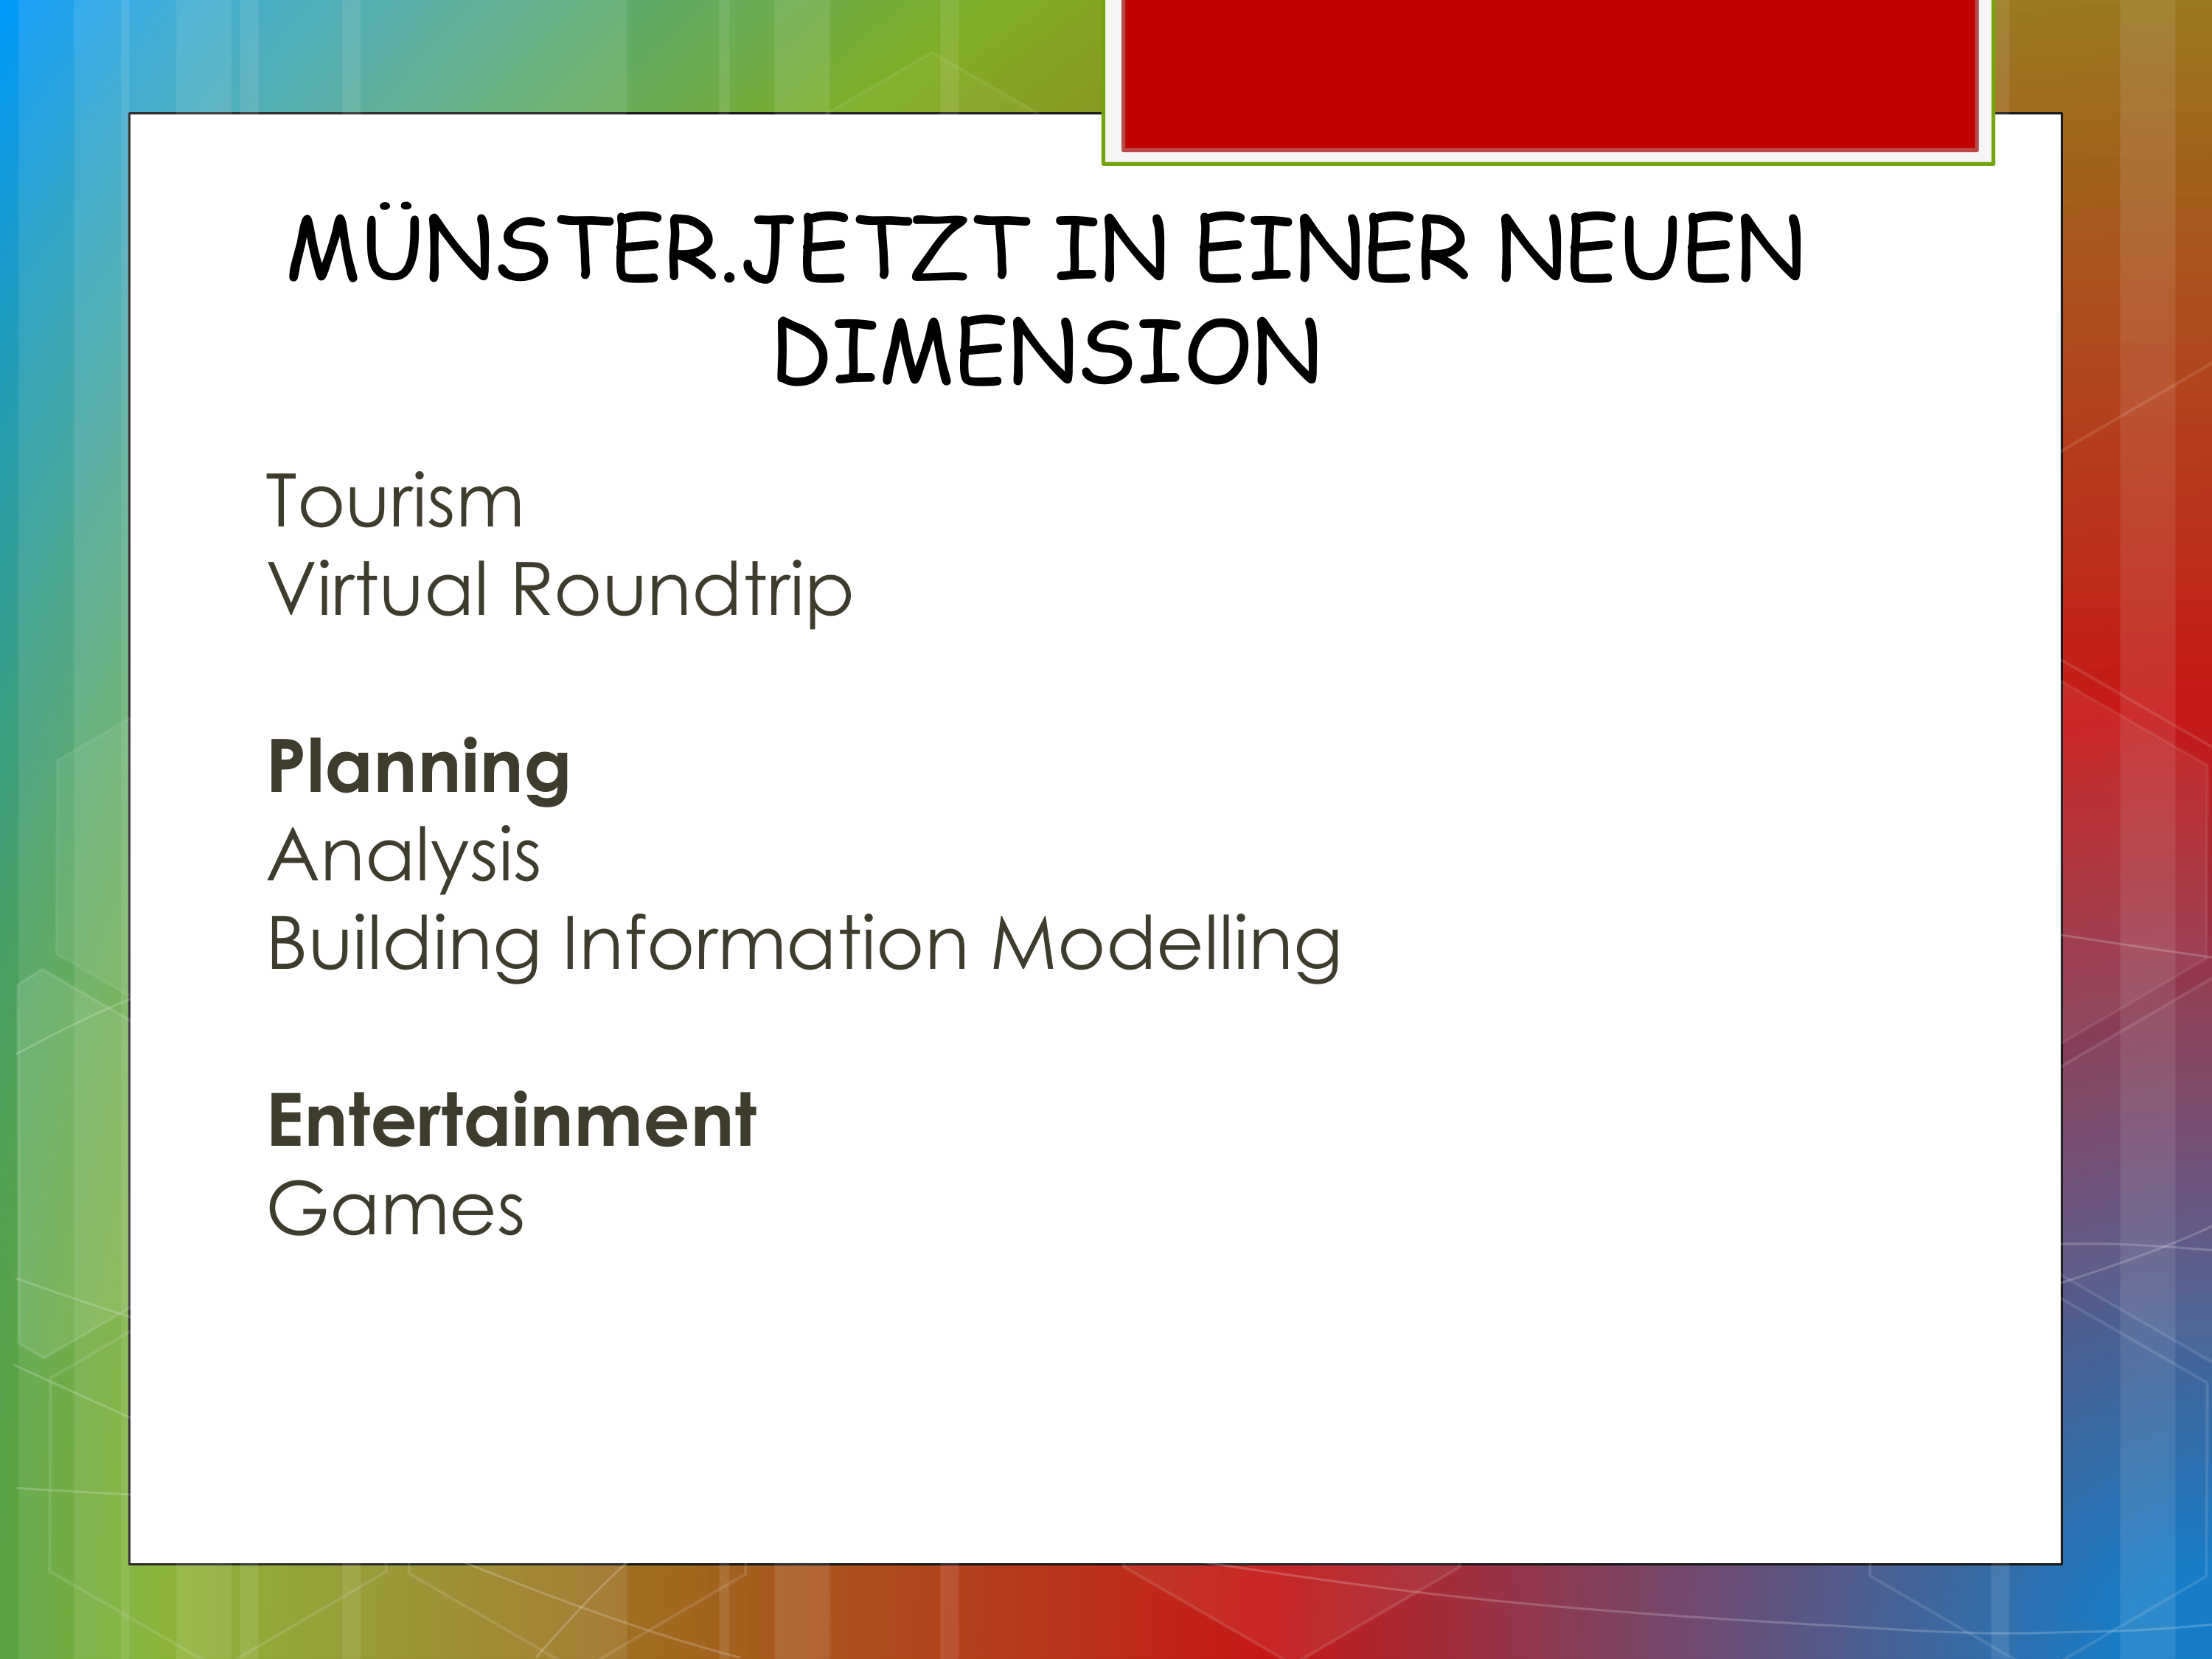 MÜNSTER.JETZT IN EINER NEUEN
DIMENSION
Tourism
Virtual Roundtrip
Planning
Analysis
Building Information Modelling
Entertainment
Games